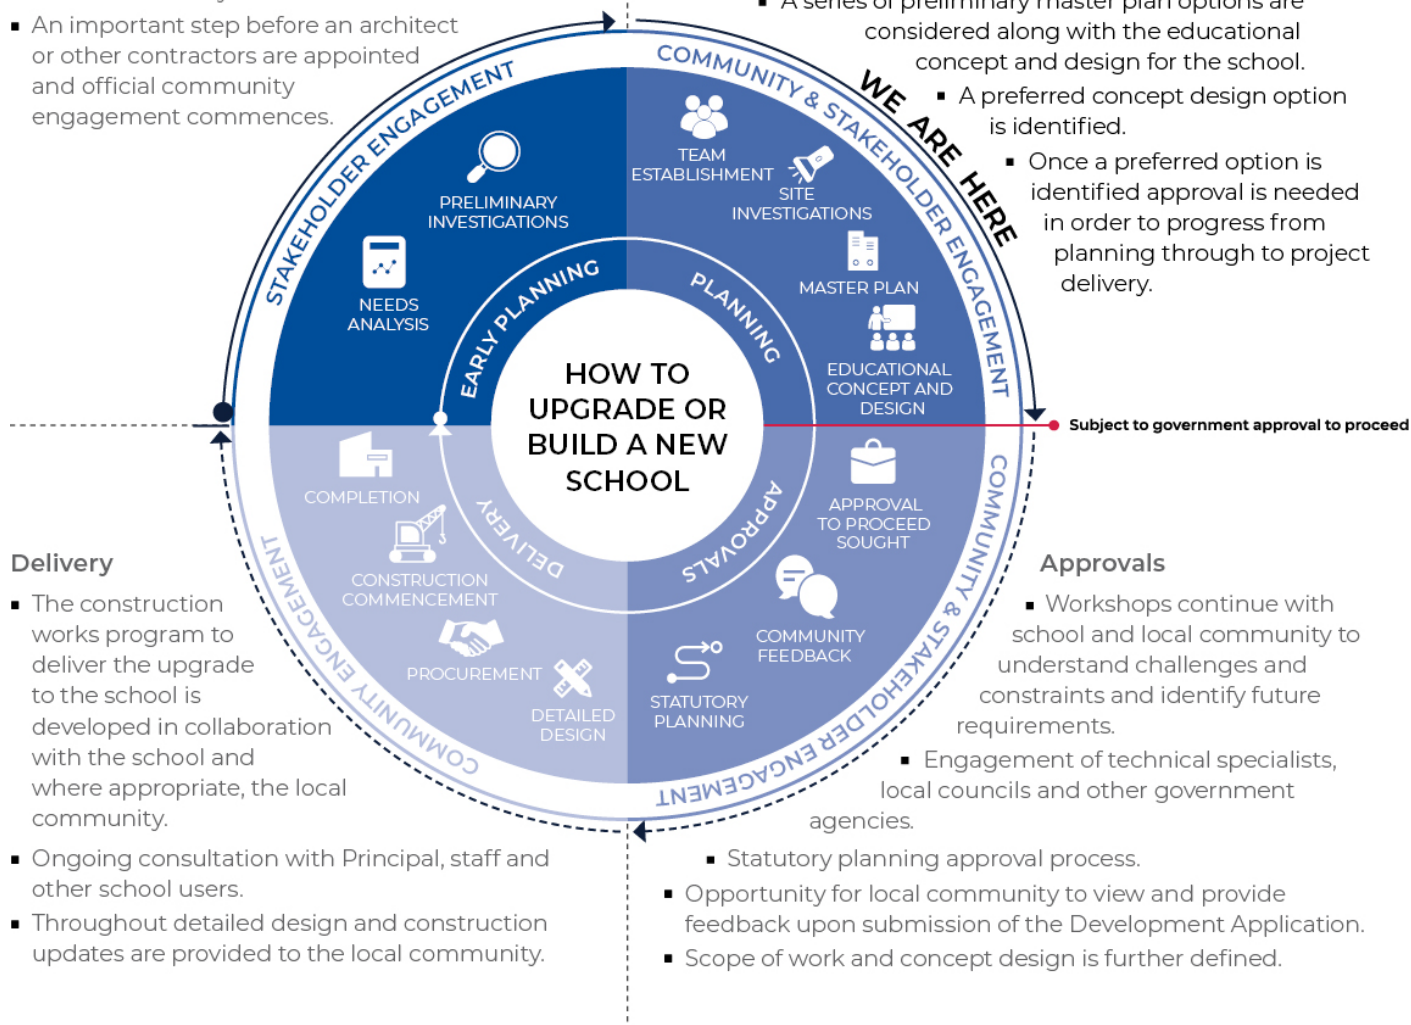 An important step before an architect
or other contractors are appointed
and official community
engagement commences.
A series of preliminary master plan options are
considered along with the educational
concept and design for the school.
A preferred concept design option
is identified.
Once a preferred option is
identified approval is needed
in order to progress from
planning through to project
delivery.
WE ARE HERE
STAKEHOLDER ENGAGEMENT
COMMUNITY & STAKEHOLDER ENGAGEMENT
PRELIMINARY
INVESTIGATIONS
NEEDS
ANALYSIS
EARLY PLANNING
TEAM
ESTABLISHMENT
SITE
INVESTIGATIONS
MASTER PLAN
EDUCATIONAL
CONCEPT AND
DESIGN
PLANNING
HOW TO
UPGRADE OR
BUILD A NEW
SCHOOL
Subject to government approval to proceed
APPROVAL
TO PROCEED
SOUGHT
COMMUNITY
FEEDBACK
STATUTORY
PLANNING
APPROVALS
COMMUNITY & STAKEHOLDER ENGAGEMENT
COMPLETION
CONSTRUCTION
COMMENCEMENT
PROCUREMENT
DETAILED
DESIGN
DELIVERY
COMMUNITY ENGAGEMENT
Delivery
The construction
works program to
deliver the upgrade
to the school is
developed in collaboration
with the school and
where appropriate, the local
community.
Ongoing consultation with Principal, staff and
other school users.
Throughout detailed design and construction
updates are provided to the local community.
Approvals
Workshops continue with
school and local community to
understand challenges and
constraints and identify future
requirements.
Engagement of technical specialists,
local councils and other government
agencies.
Statutory planning approval process.
Opportunity for local community to view and provide
feedback upon submission of the Development Application.
Scope of work and concept design is further defined.